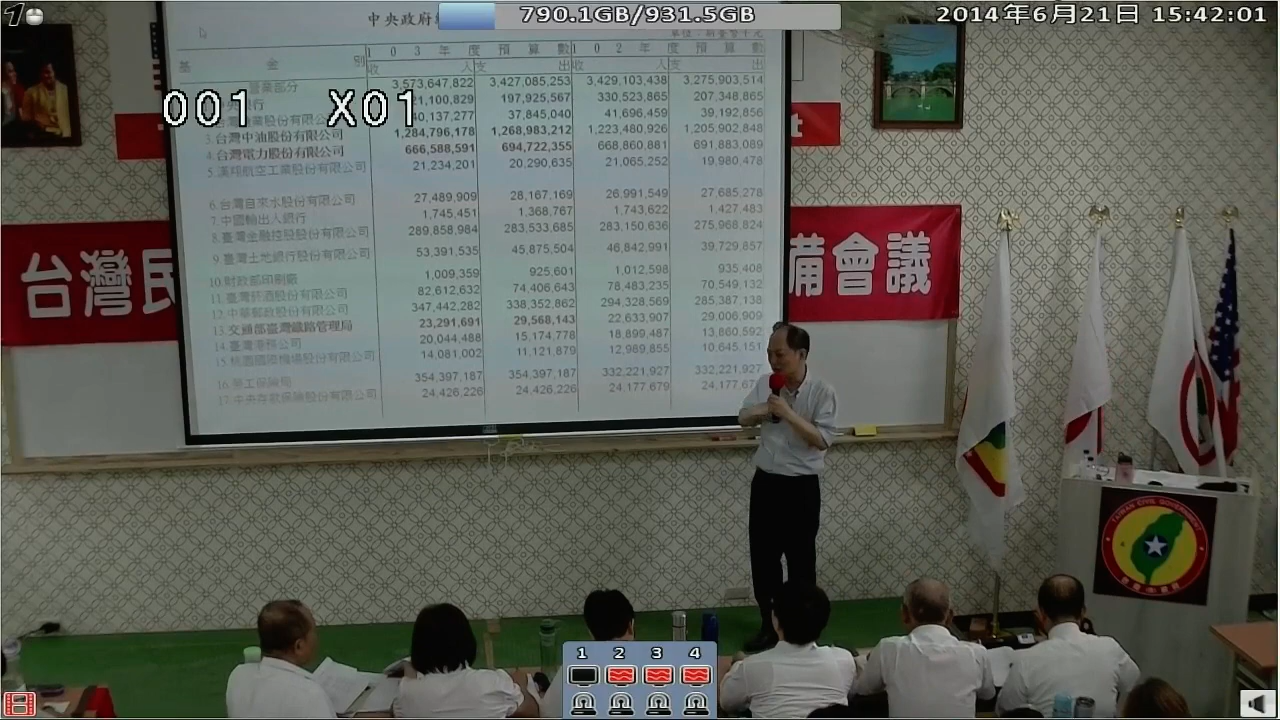 790.1GB/931.5GB
2014年6月21日 15:42:01
001 X01
中央政府
單位：新臺幣千元
基金別 103年度預算數 102年度預算數
收入 支出 收入 支出
營業部分 3,573,647,822 3,427,085,253 3,429,103,438 3,275,903,514
21,100,829 197,925,567 330,523,865 207,348,865
40,137,277 37,845,040 41,696,459 39,192,856
3.台灣中油股份有限公司 1,284,796,178 1,268,983,212 1,223,480,926 1,205,902,848
4.台灣電力股份有限公司 666,588,591 694,722,355 668,860,881 691,883,089
5.漢翔航空工業股份有限公司 21,234,201 20,290,635 21,065,252 19,980,478
6.台灣自來水股份有限公司 27,489,909 28,167,169 26,991,549 27,685,278
7.中國輸出入銀行 1,745,451 1,368,767 1,743,622 1,427,483
8.臺灣金融控股股份有限公司 289,858,984 283,533,685 283,150,636 275,968,824
9.臺灣土地銀行股份有限公司 53,391,535 45,875,504 46,842,991 39,729,857
10.財政部印刷廠 1,009,359 925,601 1,012,598 935,408
11.臺灣菸酒股份有限公司 82,612,632 74,406,643 78,483,235 70,549,132
12.中華郵政股份有限公司 347,442,282 338,352,862 294,328,569 285,387,138
13.交通部臺灣鐵路管理局 23,291,691 29,568,143 22,633,907 29,006,909
14.臺灣港務公司 20,044,488 15,174,778 18,899,487 13,860,592
15.桃園國際機場股份有限公司 14,081,002 11,121,879 12,989,855 10,645,151
16.勞工保險局 354,397,187 354,397,187 332,221,927 332,221,927
17.中央存款保險股份有限公司 24,426,226 24,426,226 24,177,679 24,177,67
台灣民
備會議
t
TAIWAN CIVIL GOVERNMENT
1 2 3 4